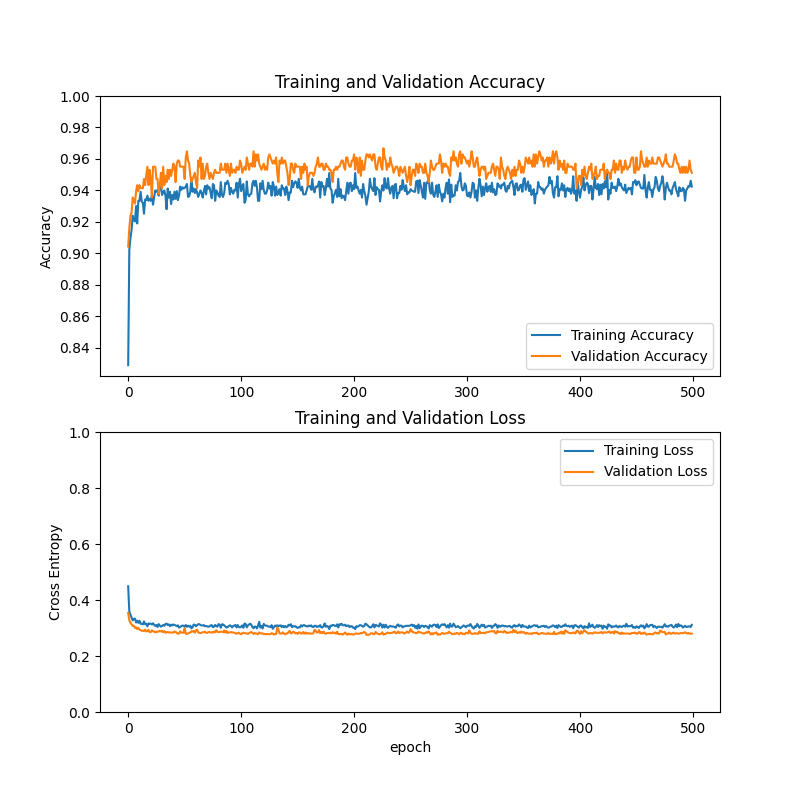 Training and Validation Accuracy
Accuracy
1.00
0.98
0.96
0.94
0.92
0.90
0.88
0.86
0.84
Training Accuracy
Validation Accuracy
0 100 200 300 400 500
Training and Validation Loss
Cross Entropy
1.0
0.8
0.6
0.4
0.2
0.0
Training Loss
Validation Loss
0 100 200 300 400 500
epoch